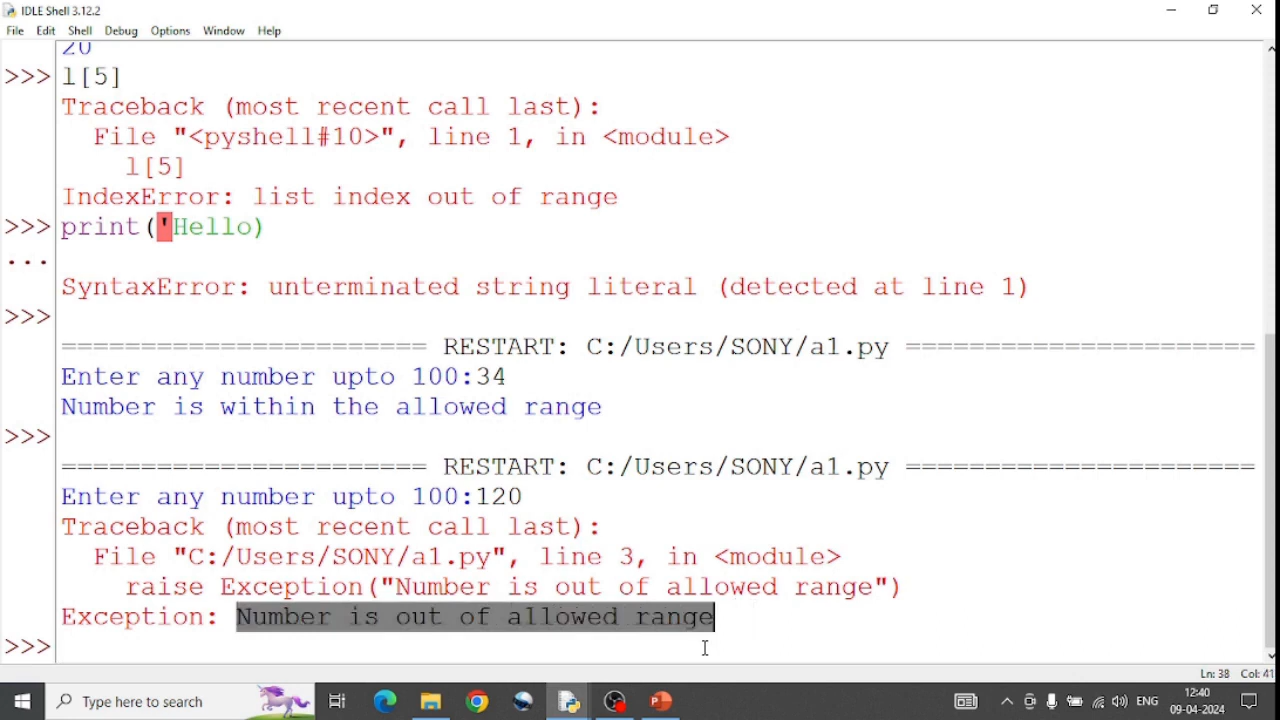 IDLE Shell 3.12.2
File Edit Shell Debug Options Window Help
20
>>> l[5]
Traceback (most recent call last):
  File "<pyshell#10>", line 1, in <module>
    l[5]
IndexError: list index out of range
>>> print('Hello)
...
SyntaxError: unterminated string literal (detected at line 1)
>>>
======================= RESTART: C:/Users/SONY/a1.py ======================
Enter any number upto 100:34
Number is within the allowed range
>>>
======================= RESTART: C:/Users/SONY/a1.py ======================
Enter any number upto 100:120
Traceback (most recent call last):
  File "C:/Users/SONY/a1.py", line 3, in <module>
    raise Exception("Number is out of allowed range")
Exception: Number is out of allowed range
>>>
Ln: 38 Col: 41
Type here to search
ENG
12:40
09-04-2024